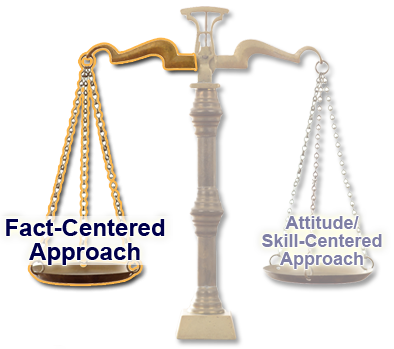 Fact-Centered
Approach
Attitude/
Skill-Centered
Approach